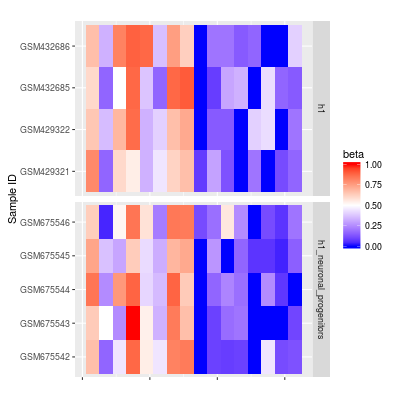 GSM432686
GSM432685
GSM429322
GSM429321
h1
GSM675546
GSM675545
GSM675544
GSM675543
GSM675542
h1_neuronal_progenitors
Sample ID
beta
1.00
0.75
0.50
0.25
0.00